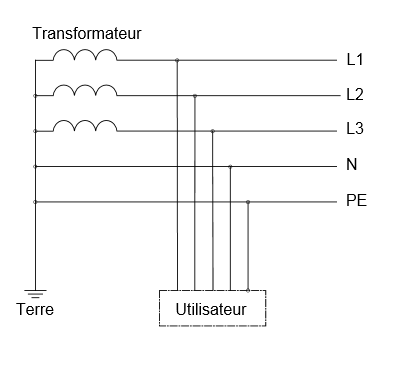 Transformateur
L1
L2
L3
N
PE
Terre
Utilisateur